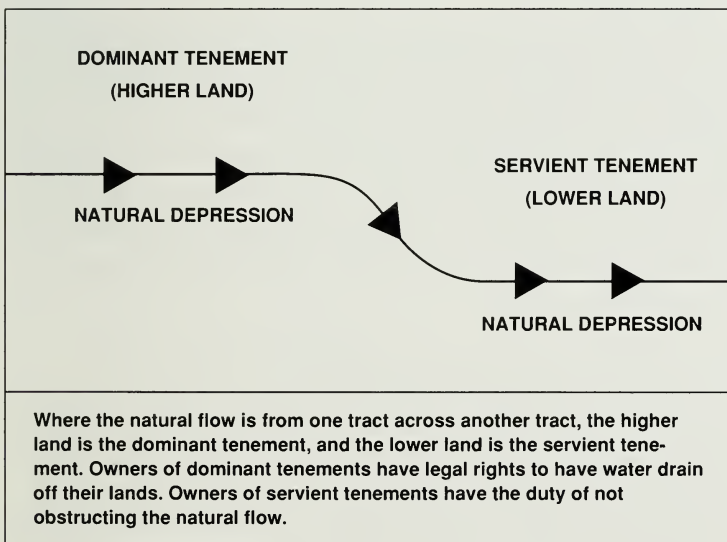 DOMINANT TENEMENT
(HIGHER LAND)
NATURAL DEPRESSION
SERVIENT TENEMENT
(LOWER LAND)
NATURAL DEPRESSION
Where the natural flow is from one tract across another tract, the higher
land is the dominant tenement, and the lower land is the servient tene-
ment. Owners of dominant tenements have legal rights to have water drain
off their lands. Owners of servient tenements have the duty of not
obstructing the natural flow.